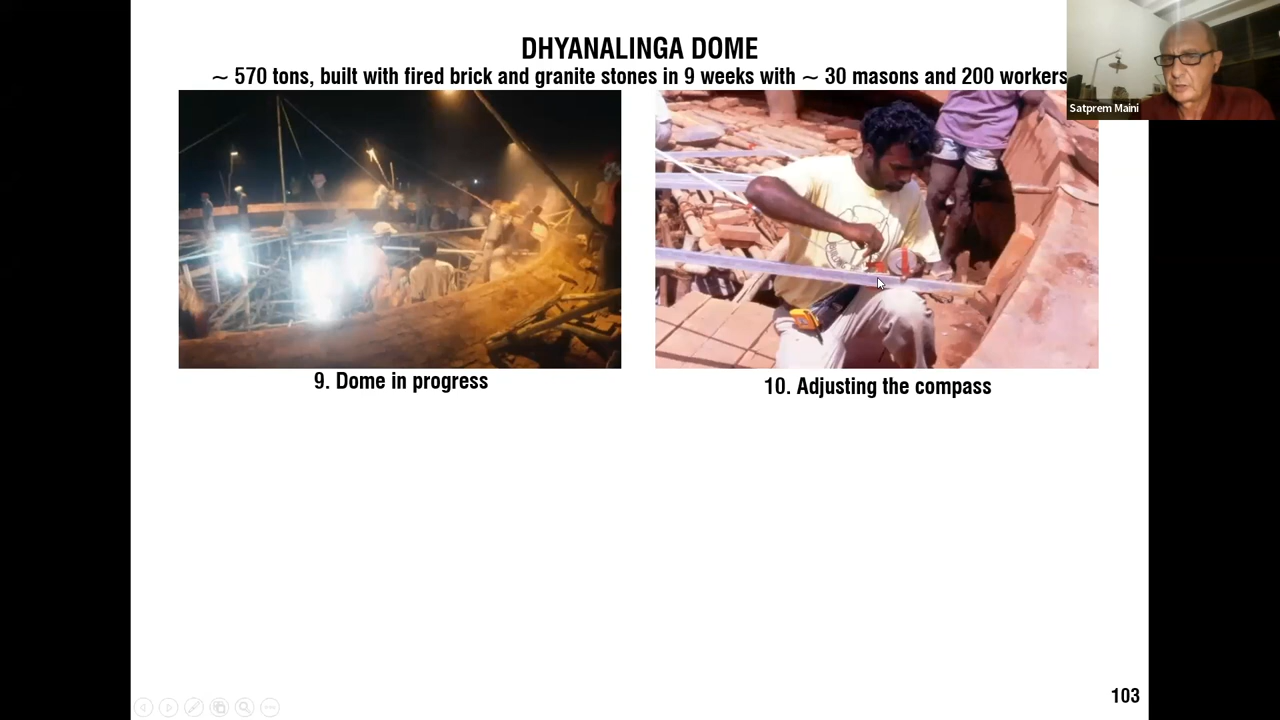 DHYANALINGA DOME
~ 570 tons, built with fired brick and granite stones in 9 weeks with ~ 30 masons and 200 workers
Satprem Maini
9. Dome in progress
10. Adjusting the compass
103